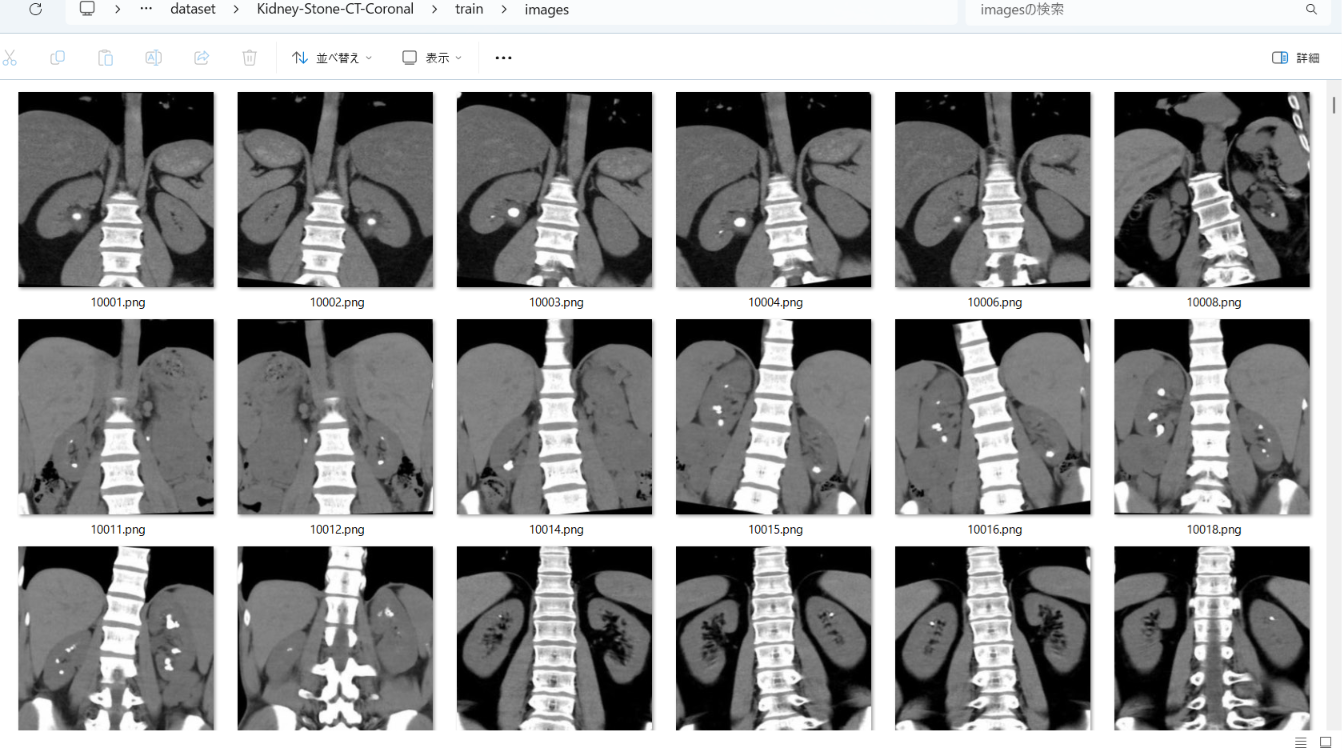 dataset > Kidney-Stone-CT-Coronal > train > images
imagesの検索
並べ替え
表示
詳細
10001.png 10002.png 10003.png 10004.png 10006.png 10008.png
10011.png 10012.png 10014.png 10015.png 10016.png 10018.png